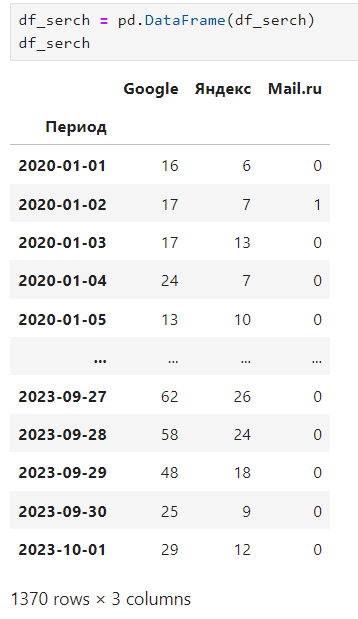 df_serch = pd.DataFrame(df_serch)
df_serch
Google Яндекс Mail.ru
Период
2020-01-01 16 6 0
2020-01-02 17 7 1
2020-01-03 17 13 0
2020-01-04 24 7 0
2020-01-05 13 10 0
... ... ... ...
2023-09-27 62 26 0
2023-09-28 58 24 0
2023-09-29 48 18 0
2023-09-30 25 9 0
2023-10-01 29 12 0
1370 rows × 3 columns